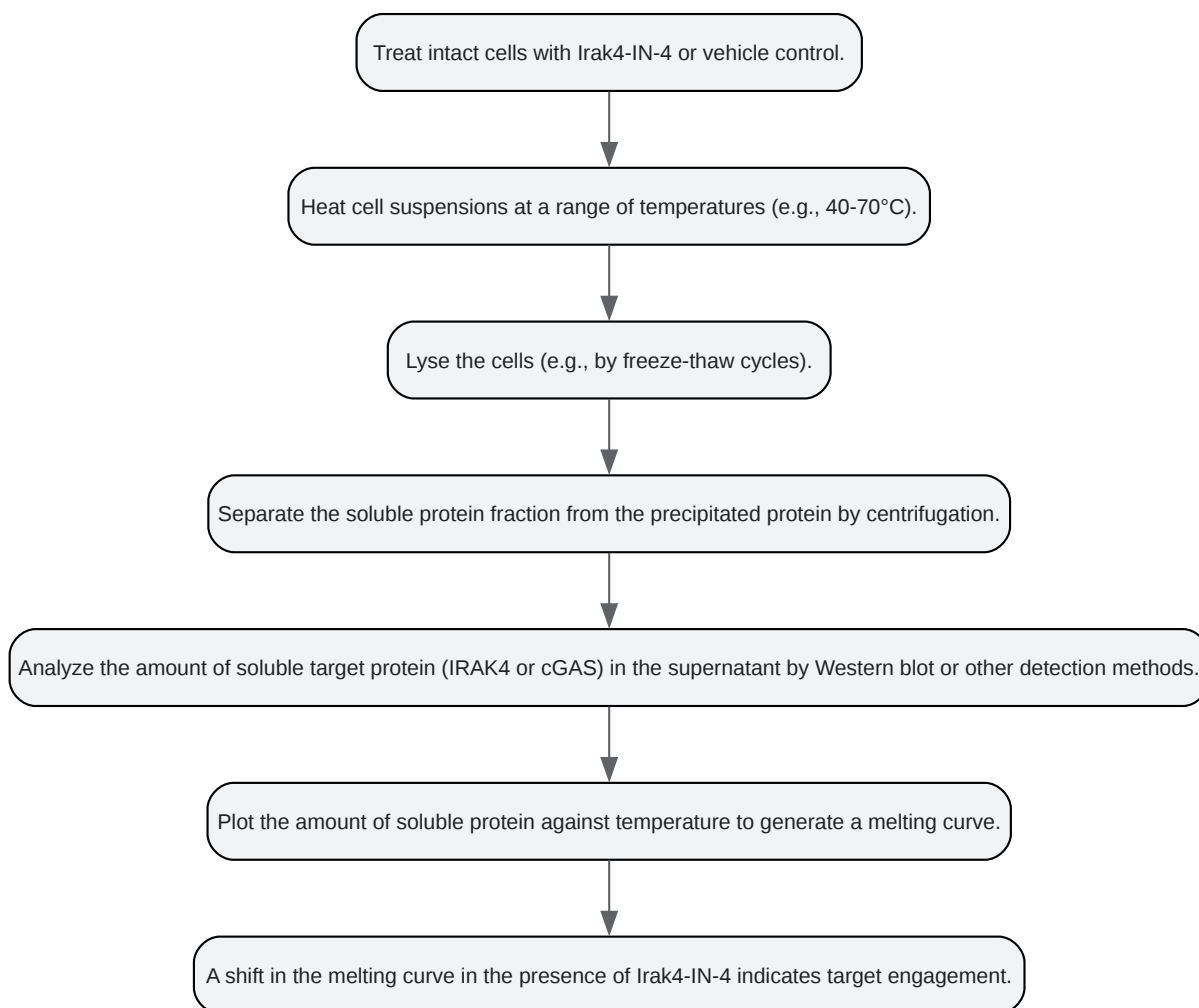 Treat intact cells with Irak4-IN-4 or vehicle control.
Heat cell suspensions at a range of temperatures (e.g., 40-70°C).
Lyse the cells (e.g., by freeze-thaw cycles).
Separate the soluble protein fraction from the precipitated protein by centrifugation.
Analyze the amount of soluble target protein (IRAK4 or cGAS) in the supernatant by Western blot or other detection methods.
Plot the amount of soluble protein against temperature to generate a melting curve.
A shift in the melting curve in the presence of Irak4-IN-4 indicates target engagement.